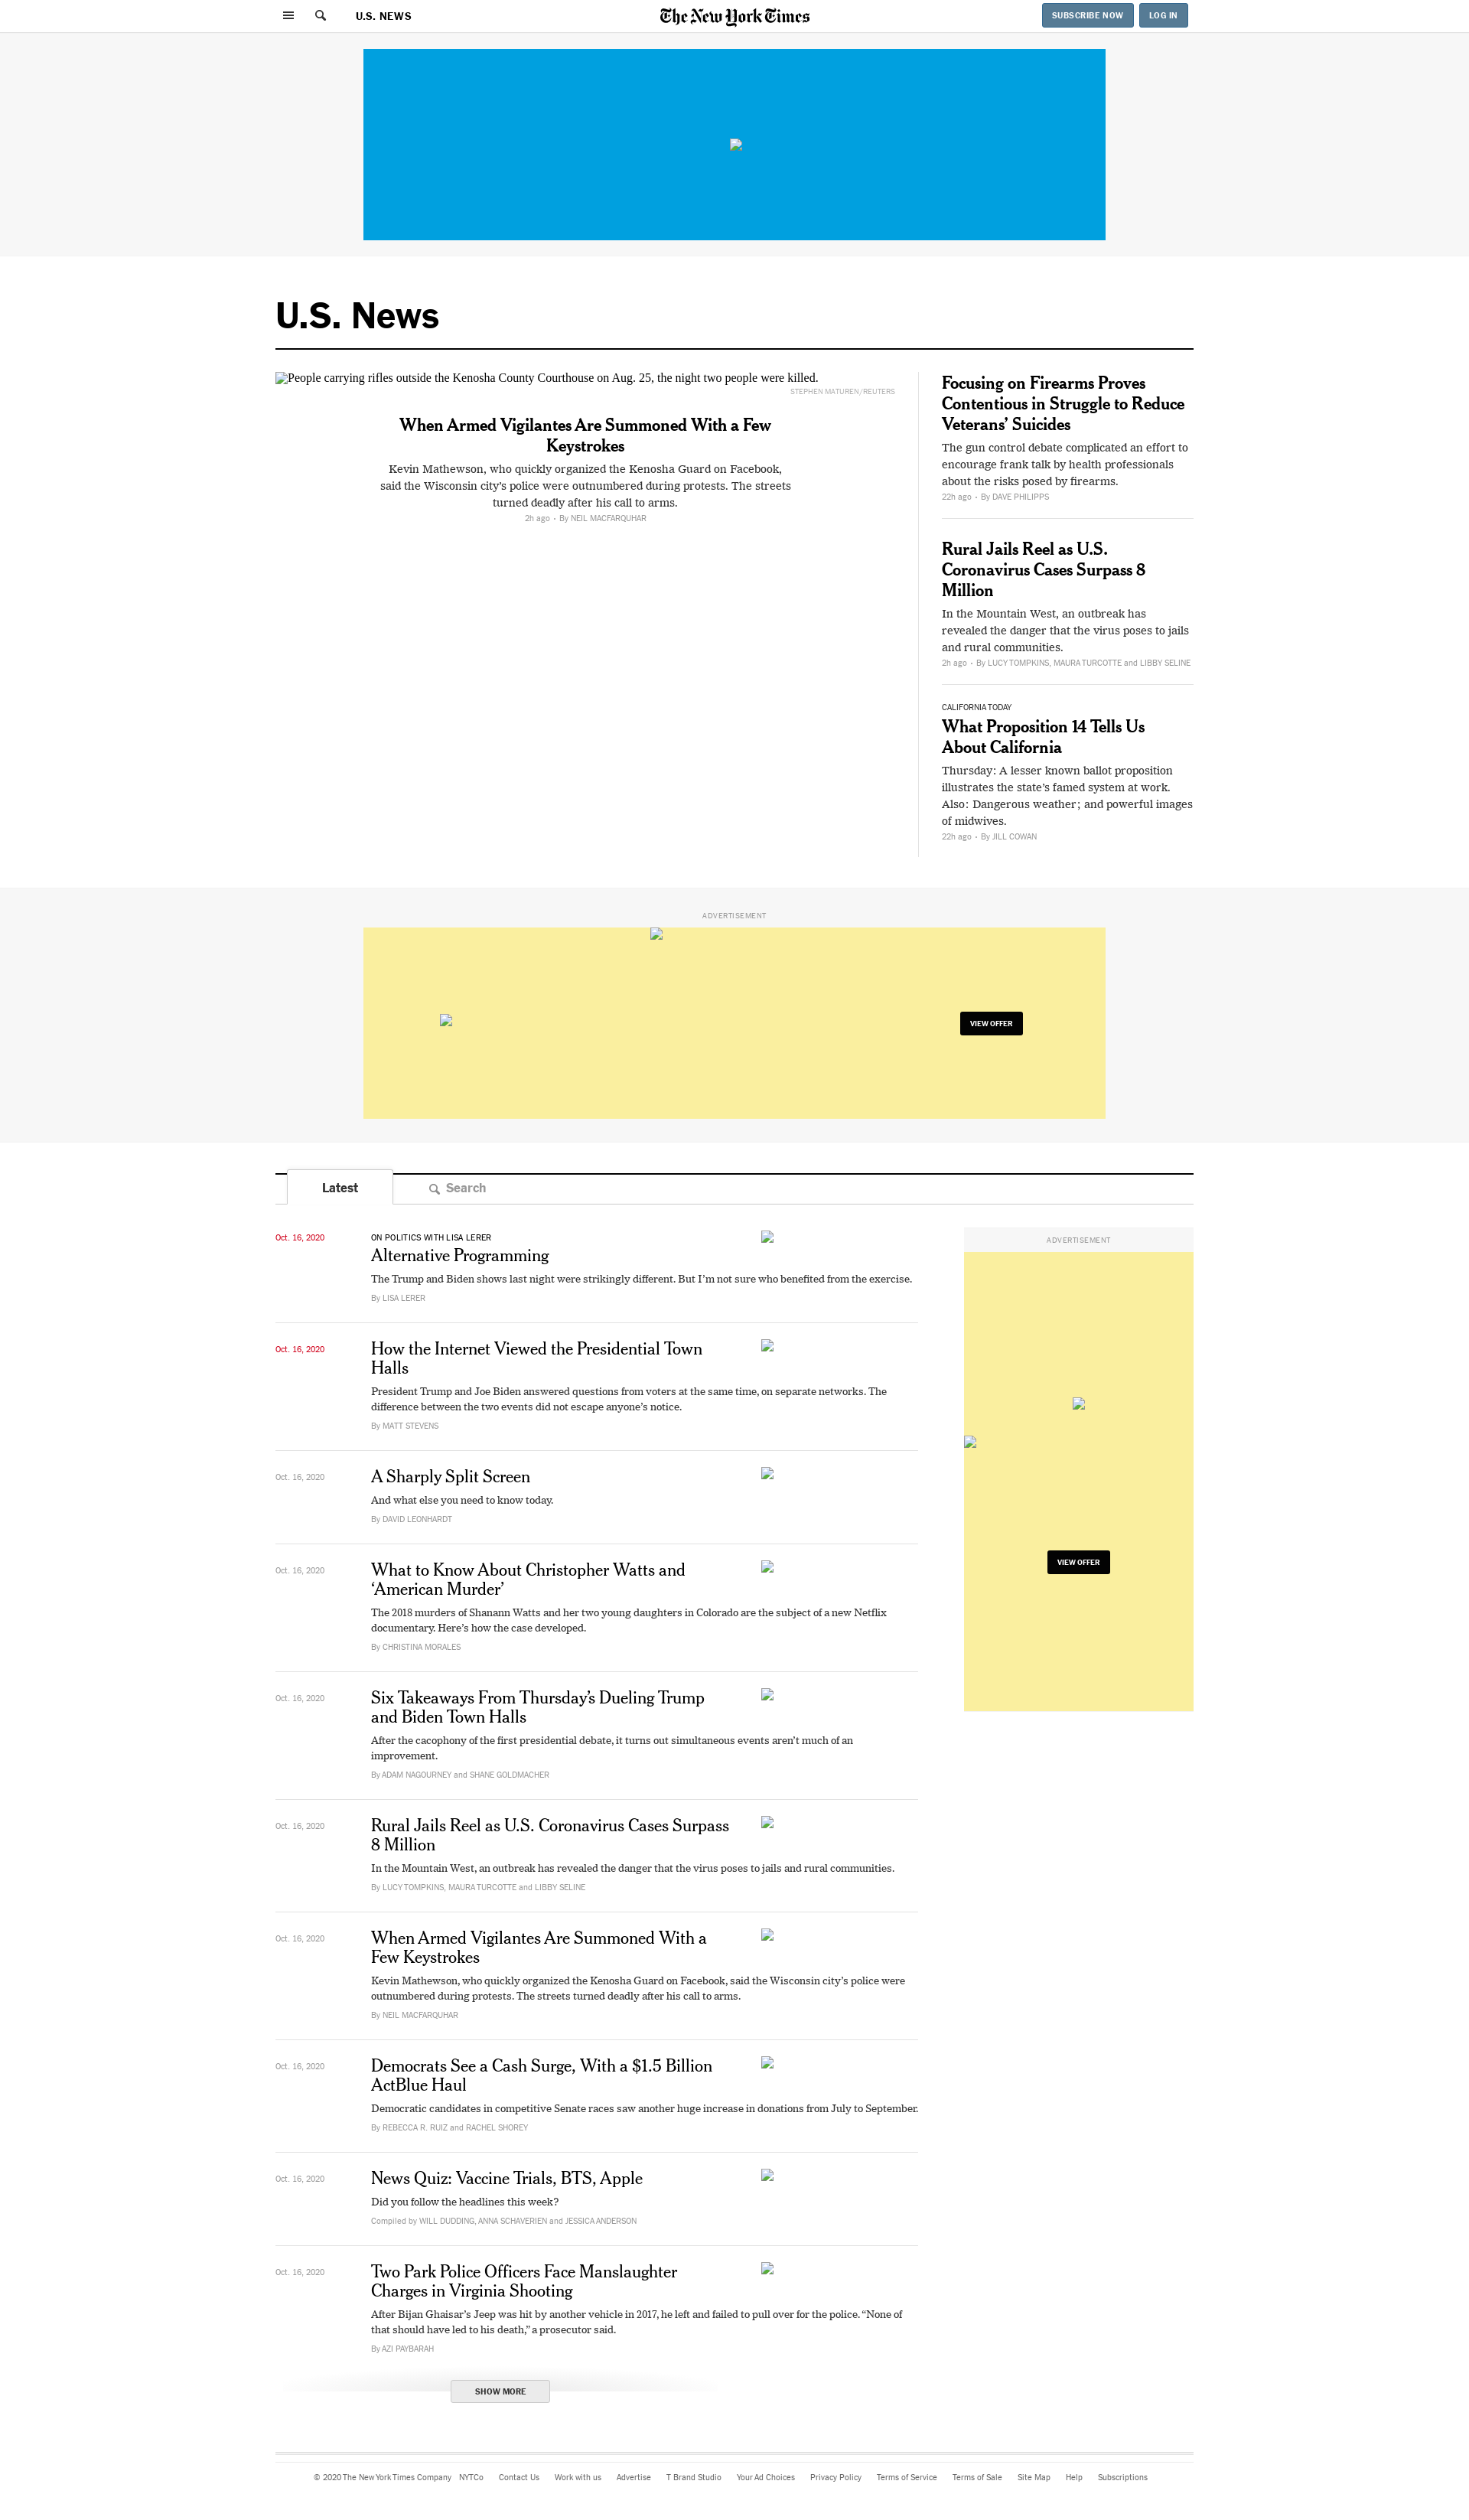 U.S. NEWS
The New York Times
SUBSCRIBE NOW
LOG IN
U.S. News
People carrying rifles outside the Kenosha County Courthouse on Aug. 25, the night two people were killed.
STEPHEN MATUREN/REUTERS
When Armed Vigilantes Are Summoned With a Few
Keystrokes
Kevin Mathewson, who quickly organized the Kenosha Guard on Facebook,
said the Wisconsin city’s police were outnumbered during protests. The streets
turned deadly after his call to arms.
2h ago • By NEIL MACFARQUHAR
Focusing on Firearms Proves
Contentious in Struggle to Reduce
Veterans’ Suicides
The gun control debate complicated an effort to
encourage frank talk by health professionals
about the risks posed by firearms.
22h ago • By DAVE PHILIPPS
Rural Jails Reel as U.S.
Coronavirus Cases Surpass 8
Million
In the Mountain West, an outbreak has
revealed the danger that the virus poses to jails
and rural communities.
2h ago • By LUCY TOMPKINS, MAURA TURCOTTE and LIBBY SELINE
CALIFORNIA TODAY
What Proposition 14 Tells Us
About California
Thursday: A lesser known ballot proposition
illustrates the state’s famed system at work.
Also: Dangerous weather; and powerful images
of midwives.
22h ago • By JILL COWAN
ADVERTISEMENT
VIEW OFFER
Latest
Search
ADVERTISEMENT
VIEW OFFER
Oct. 16, 2020
ON POLITICS WITH LISA LERER
Alternative Programming
The Trump and Biden shows last night were strikingly different. But I’m not sure who benefited from the exercise.
By LISA LERER
Oct. 16, 2020
How the Internet Viewed the Presidential Town
Halls
President Trump and Joe Biden answered questions from voters at the same time, on separate networks. The
difference between the two events did not escape anyone’s notice.
By MATT STEVENS
Oct. 16, 2020
A Sharply Split Screen
And what else you need to know today.
By DAVID LEONHARDT
Oct. 16, 2020
What to Know About Christopher Watts and
‘American Murder’
The 2018 murders of Shanann Watts and her two young daughters in Colorado are the subject of a new Netflix
documentary. Here’s how the case developed.
By CHRISTINA MORALES
Oct. 16, 2020
Six Takeaways From Thursday’s Dueling Trump
and Biden Town Halls
After the cacophony of the first presidential debate, it turns out simultaneous events aren’t much of an
improvement.
By ADAM NAGOURNEY and SHANE GOLDMACHER
Oct. 16, 2020
Rural Jails Reel as U.S. Coronavirus Cases Surpass
8 Million
In the Mountain West, an outbreak has revealed the danger that the virus poses to jails and rural communities.
By LUCY TOMPKINS, MAURA TURCOTTE and LIBBY SELINE
Oct. 16, 2020
When Armed Vigilantes Are Summoned With a
Few Keystrokes
Kevin Mathewson, who quickly organized the Kenosha Guard on Facebook, said the Wisconsin city’s police were
outnumbered during protests. The streets turned deadly after his call to arms.
By NEIL MACFARQUHAR
Oct. 16, 2020
Democrats See a Cash Surge, With a $1.5 Billion
ActBlue Haul
Democratic candidates in competitive Senate races saw another huge increase in donations from July to September.
By REBECCA R. RUIZ and RACHEL SHOREY
Oct. 16, 2020
News Quiz: Vaccine Trials, BTS, Apple
Did you follow the headlines this week?
Compiled by WILL DUDDING, ANNA SCHAVERIEN and JESSICA ANDERSON
Oct. 16, 2020
Two Park Police Officers Face Manslaughter
Charges in Virginia Shooting
After Bijan Ghaisar’s Jeep was hit by another vehicle in 2017, he left and failed to pull over for the police. “None of
that should have led to his death,” a prosecutor said.
By AZI PAYBARAH
SHOW MORE
© 2020 The New York Times Company NYTCo Contact Us Work with us Advertise T Brand Studio Your Ad Choices Privacy Policy Terms of Service Terms of Sale Site Map Help Subscriptions